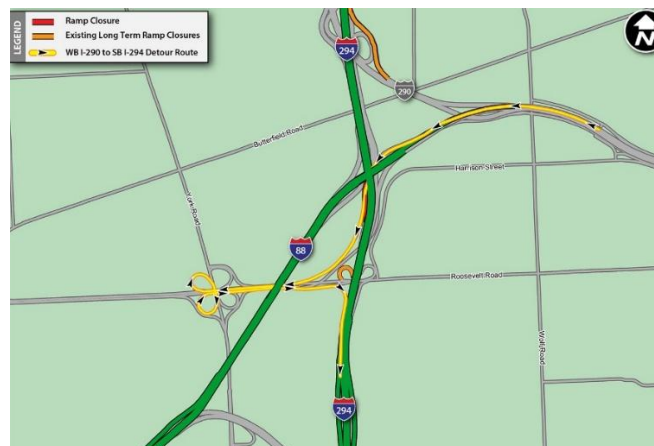 LEGEND
Ramp Closure
Existing Long Term Ramp Closures
WB I-290 to SB I-294 Detour Route
N
294
290
Butterfield Road
Harrison Street
York Road
88
Roosevelt Road
Wolf Road
294